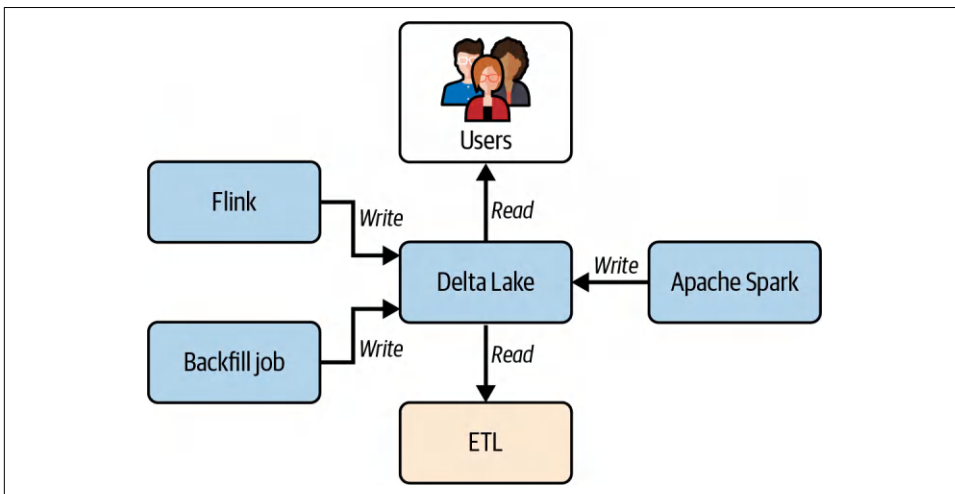 Users
Flink
Write
Read
Delta Lake
Write
Apache Spark
Backfill job
Write
Read
ETL